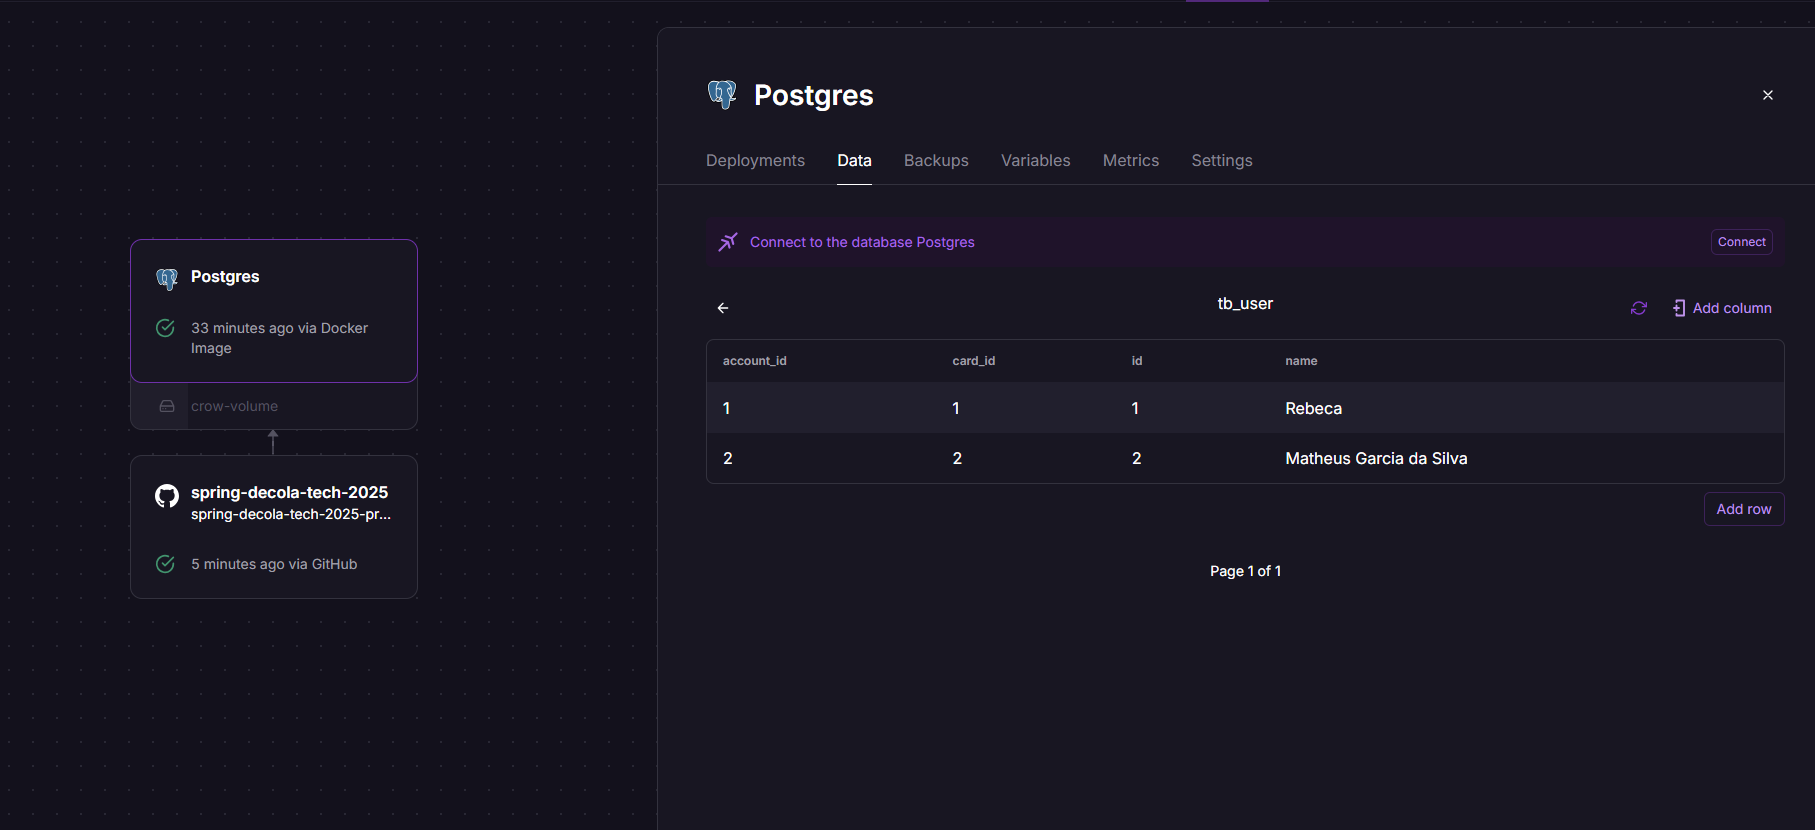 Postgres
33 minutes ago via Docker
Image
crow-volume
spring-decola-tech-2025
spring-decola-tech-2025-pr...
5 minutes ago via GitHub
Postgres
Deployments Data Backups Variables Metrics Settings
Connect to the database Postgres Connect
tb_user Add column
account_id card_id id name
1 1 1 Rebeca
2 2 2 Matheus Garcia da Silva
Add row
Page 1 of 1